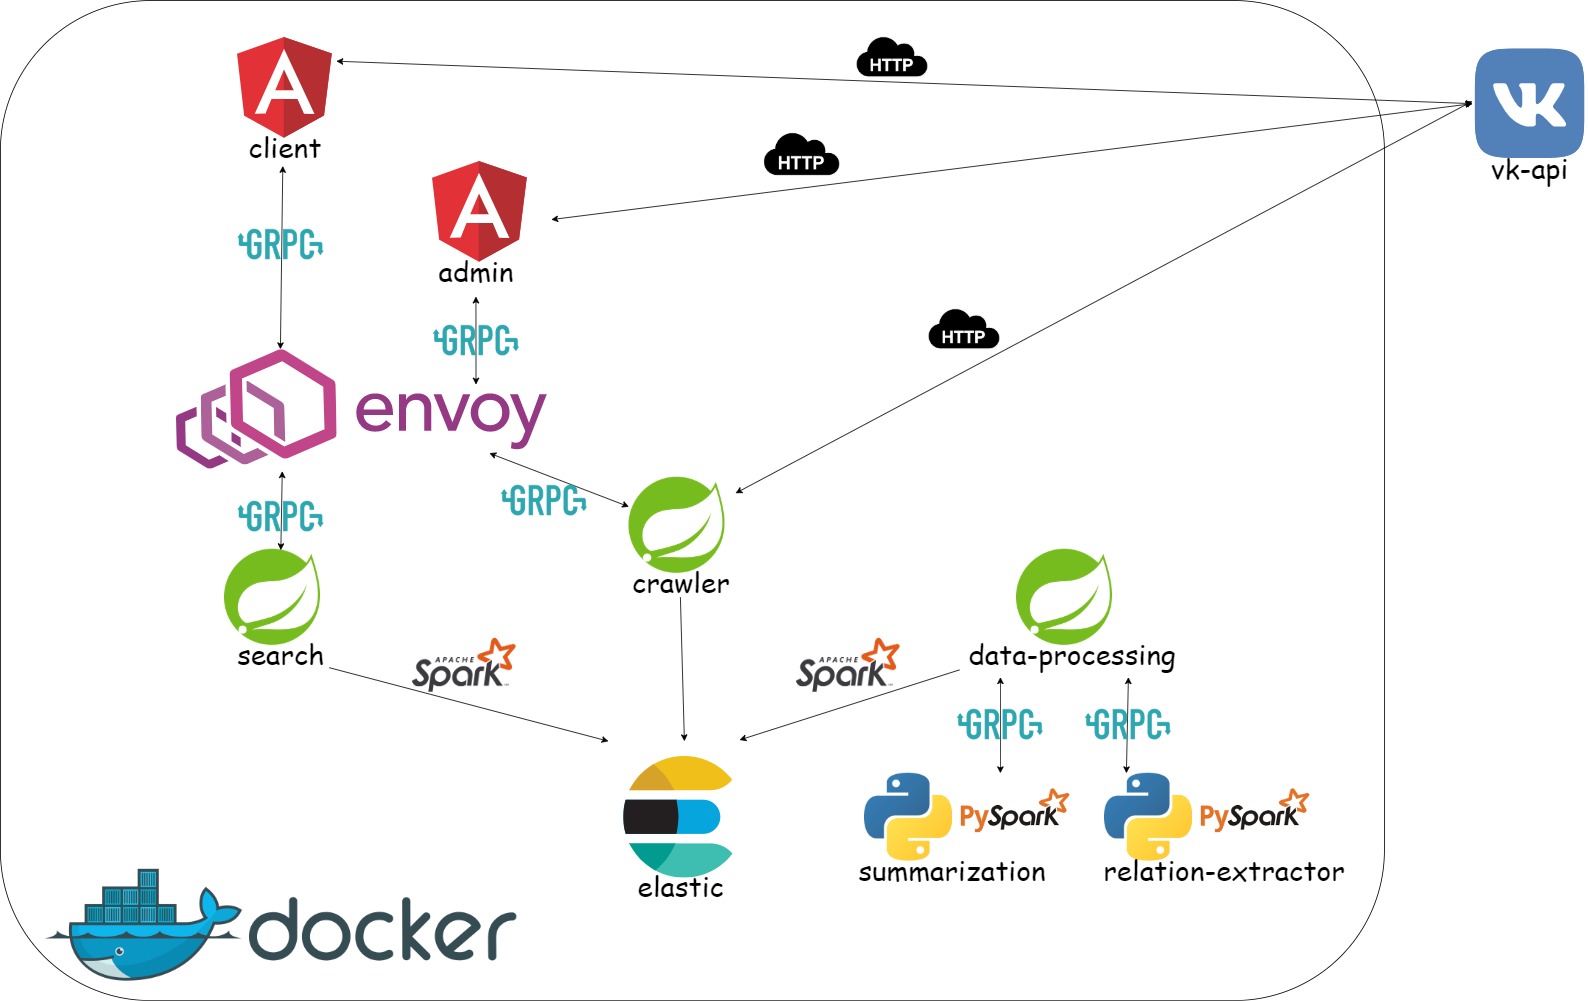 HTTP
client
HTTP
VK
vk-api
admin
GRPC
GRPC
HTTP
envoy
GRPC
GRPC
crawler
search
data-processing
APACHE
Spark
APACHE
Spark
GRPC
GRPC
PySpark
PySpark
summarization
relation-extractor
elastic
docker